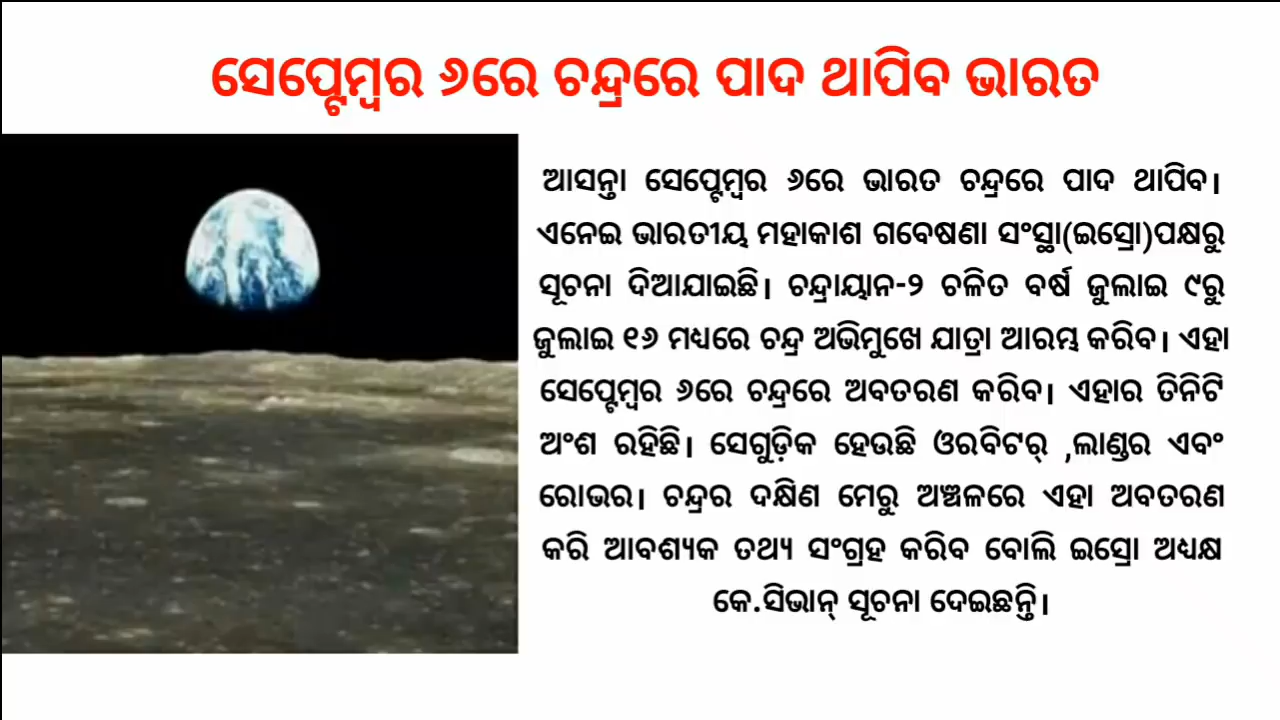 ସେପ୍ଟେମ୍ବର ୬ରେ ଚନ୍ଦ୍ରରେ ପାଦ ଥାପିବ ଭାରତ
ଆସନ୍ତା ସେପ୍ଟେମ୍ବର ୬ରେ ଭାରତ ଚନ୍ଦ୍ରରେ ପାଦ ଥାପିବ।
ଏନେଇ ଭାରତୀୟ ମହାକାଶ ଗବେଷଣା ସଂସ୍ଥା(ଇସ୍ରୋ)ପକ୍ଷରୁ
ସୂଚନା ଦିଆଯାଇଛି। ଚନ୍ଦ୍ରାୟାନ-୨ ଚଳିତ ବର୍ଷ ଜୁଲାଇ ୯ରୁ
ଜୁଲାଇ ୧୬ ମଧ୍ୟରେ ଚନ୍ଦ୍ର ଅଭିମୁଖେ ଯାତ୍ରା ଆରମ୍ଭ କରିବ। ଏହା
ସେପ୍ଟେମ୍ବର ୬ରେ ଚନ୍ଦ୍ରରେ ଅବତରଣ କରିବ। ଏହାର ତିନିଟି
ଅଂଶ ରହିଛି। ସେଗୁଡ଼ିକ ହେଉଛି ଓରବିଟର୍ ,ଲାଣ୍ଡର ଏବଂ
ରୋଭର। ଚନ୍ଦ୍ରର ଦକ୍ଷିଣ ମେରୁ ଅଞ୍ଚଳରେ ଏହା ଅବତରଣ
କରି ଆବଶ୍ୟକ ତଥ୍ୟ ସଂଗ୍ରହ କରିବ ବୋଲି ଇସ୍ରୋ ଅଧ୍ୟକ୍ଷ
କେ.ସିଭାନ୍ ସୂଚନା ଦେଇଛନ୍ତି।